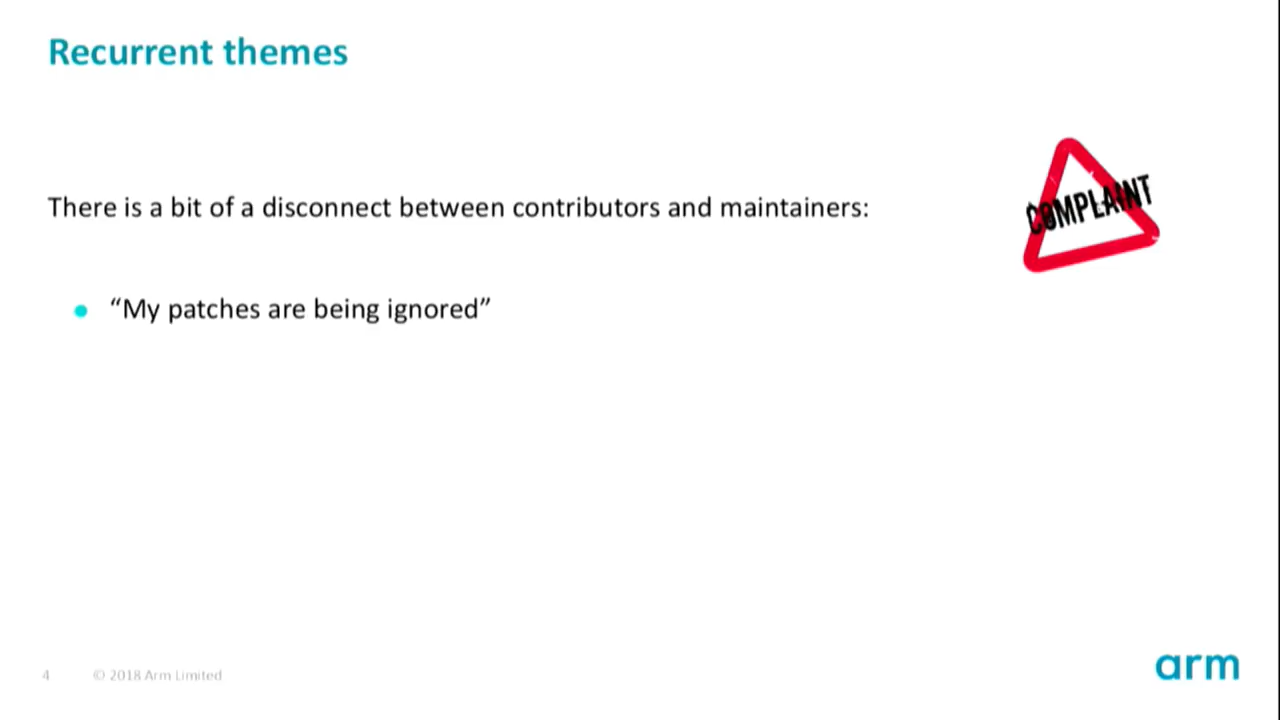 Recurrent themes
COMPLAINT
There is a bit of a disconnect between contributors and maintainers:
“My patches are being ignored”
4 © 2018 Arm Limited
arm